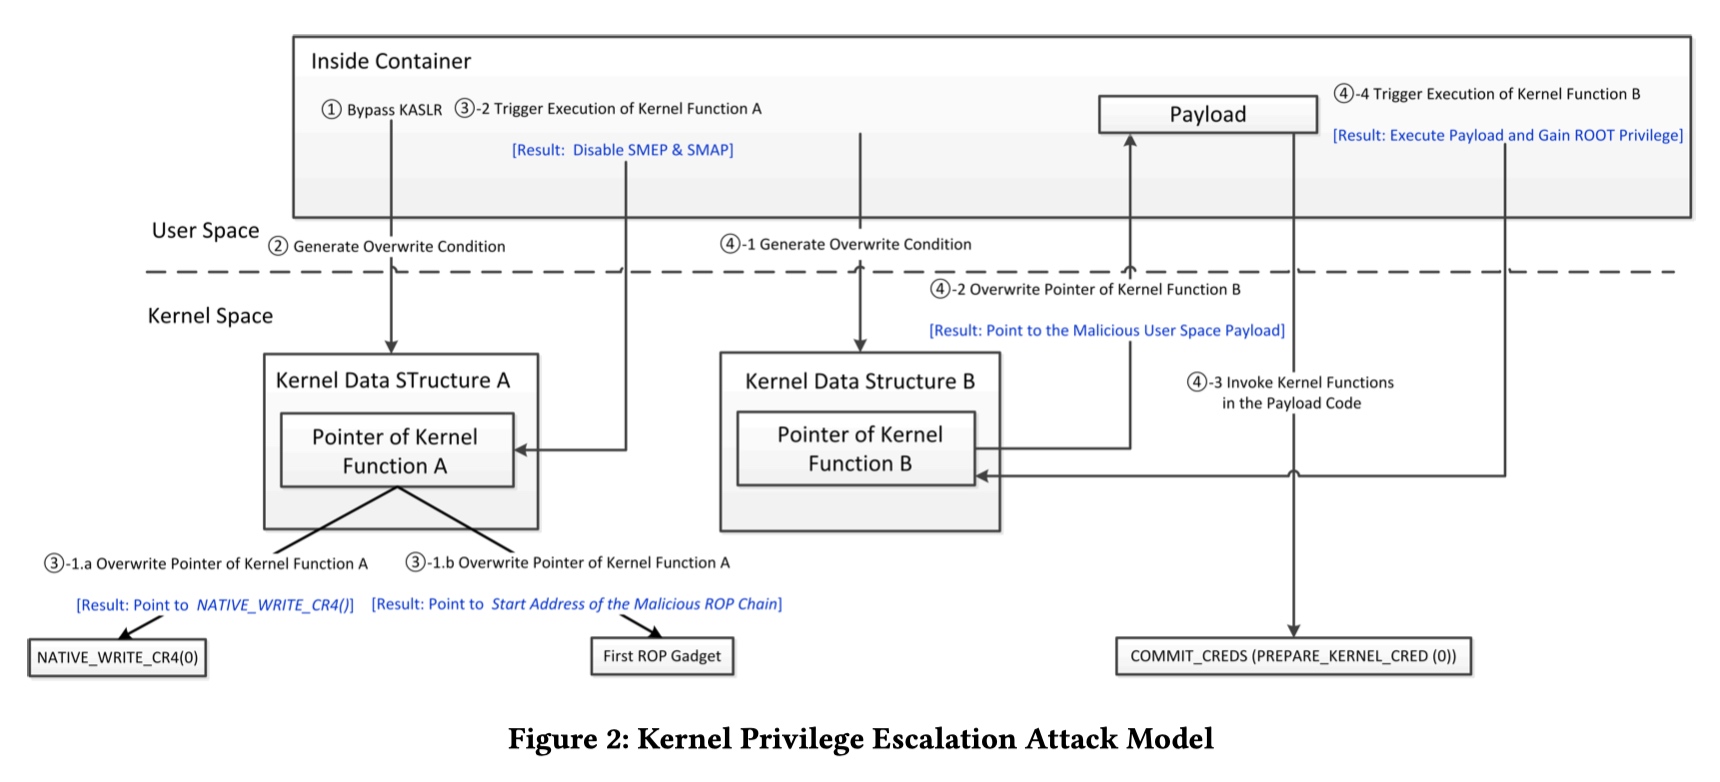 Inside Container
① Bypass KASLR
③-2 Trigger Execution of Kernel Function A
[Result: Disable SMEP & SMAP]
Payload
④-4 Trigger Execution of Kernel Function B
[Result: Execute Payload and Gain ROOT Privilege]
User Space
② Generate Overwrite Condition
④-1 Generate Overwrite Condition
④-2 Overwrite Pointer of Kernel Function B
[Result: Point to the Malicious User Space Payload]
Kernel Space
Kernel Data STructure A
Pointer of Kernel
Function A
Kernel Data Structure B
Pointer of Kernel
Function B
④-3 Invoke Kernel Functions
in the Payload Code
③-1.a Overwrite Pointer of Kernel Function A
[Result: Point to NATIVE_WRITE_CR4()]
③-1.b Overwrite Pointer of Kernel Function A
[Result: Point to Start Address of the Malicious ROP Chain]
NATIVE_WRITE_CR4(0)
First ROP Gadget
COMMIT_CREDS (PREPARE_KERNEL_CRED (0))
Figure 2: Kernel Privilege Escalation Attack Model